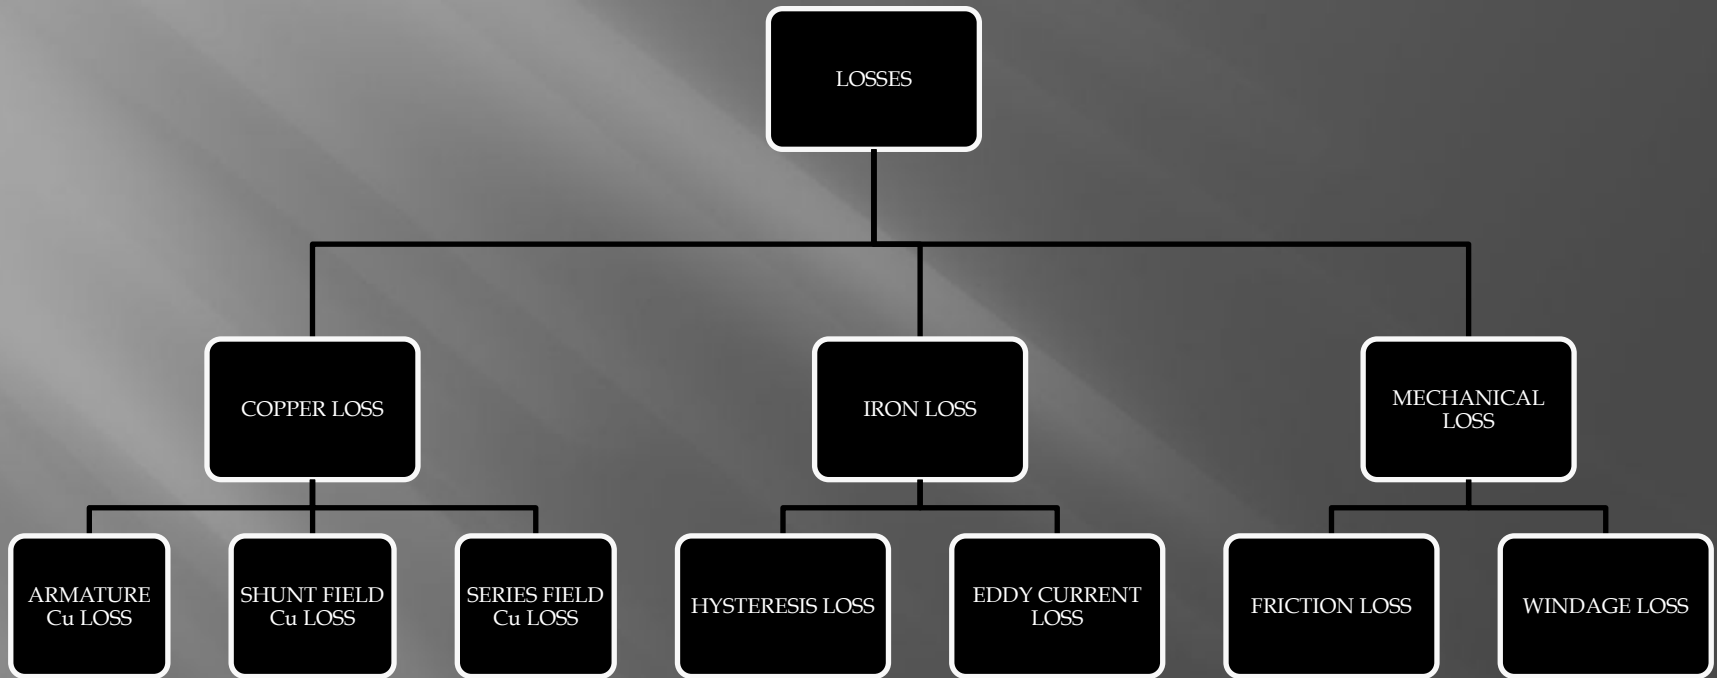 LOSSES
COPPER LOSS
IRON LOSS
MECHANICAL
LOSS
ARMATURE
Cu LOSS
SHUNT FIELD
Cu LOSS
SERIES FIELD
Cu LOSS
HYSTERESIS LOSS
EDDY CURRENT
LOSS
FRICTION LOSS
WINDAGE LOSS